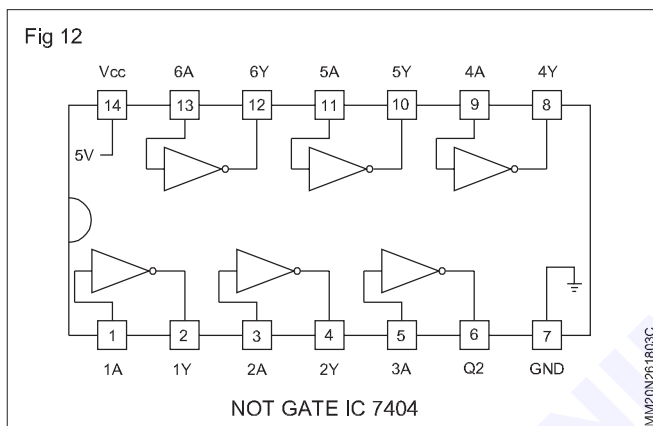 Fig 12
Vcc 6A 6Y 5A 5Y 4A 4Y
14 13 12 11 10 9 8
5V
1 2 3 4 5 6 7
1A 1Y 2A 2Y 3A Q2 GND
NOT GATE IC 7404
MM20N261803C